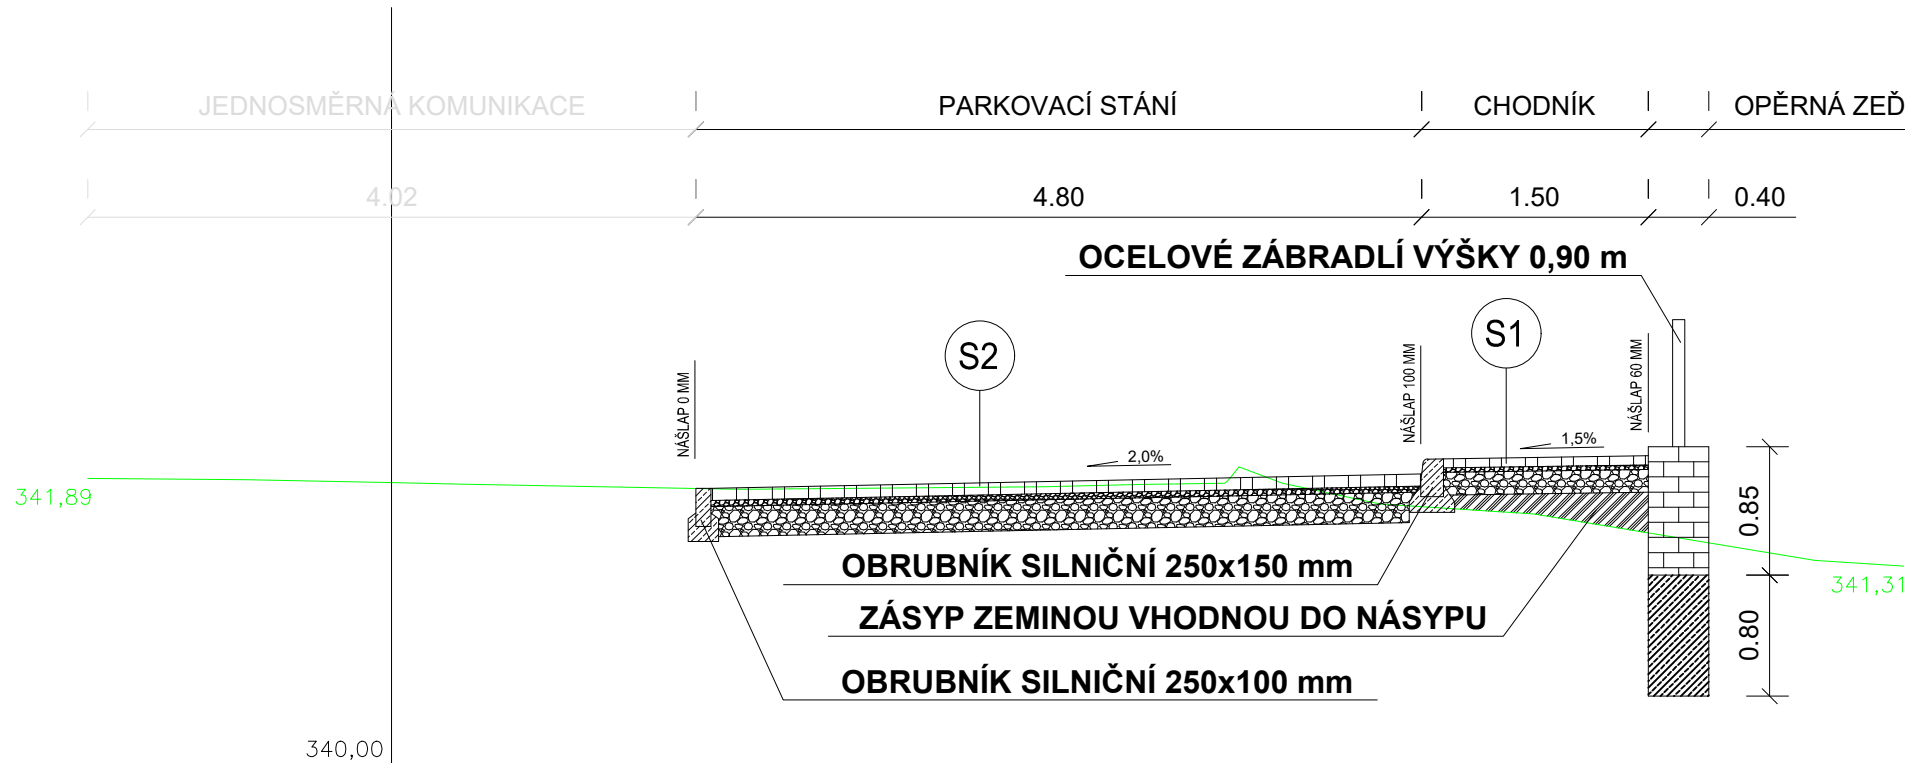 JEDNOSMĚRNÁ KOMUNIKACE
PARKOVACÍ STÁNÍ
CHODNÍK
OPĚRNÁ ZEĎ
4.02
4.80
1.50
0.40
OCELOVÉ ZÁBRADLÍ VÝŠKY 0,90 m
S2
S1
NÁŠLAP 0 MM
NÁŠLAP 100 MM
NÁŠLAP 60 MM
2,0%
1,5%
341,89
0.85
OBRUBNÍK SILNIČNÍ 250x150 mm
341,31
ZÁSYP ZEMINOU VHODNOU DO NÁSYPU
0.80
OBRUBNÍK SILNIČNÍ 250x100 mm
340,00